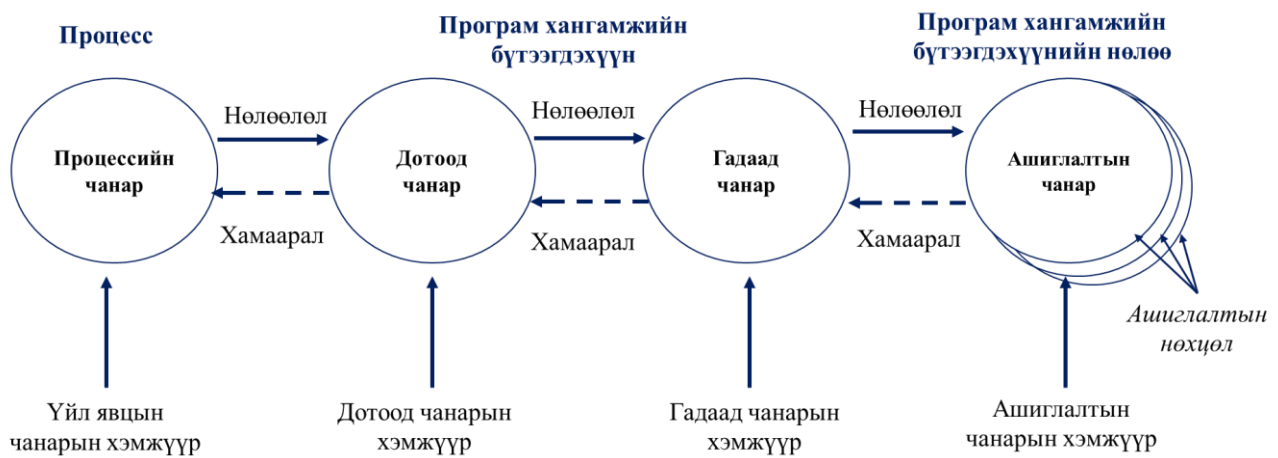 Процесс
Програм хангамжийн
бүтээгдэхүүн
Програм хангамжийн
бүтээгдэхүүнийн нөлөө
Нөлөөлөл
Нөлөөлөл
Нөлөөлөл
Процессийн
чанар
Дотоод
чанар
Гадаад
чанар
Ашиглалтын
чанар
Хамаарал
Хамаарал
Хамаарал
Ашиглалтын
нөхцөл
Үйл явцын
чанарын хэмжүүр
Дотоод чанарын
хэмжүүр
Гадаад чанарын
хэмжүүр
Ашиглалтын
чанарын хэмжүүр